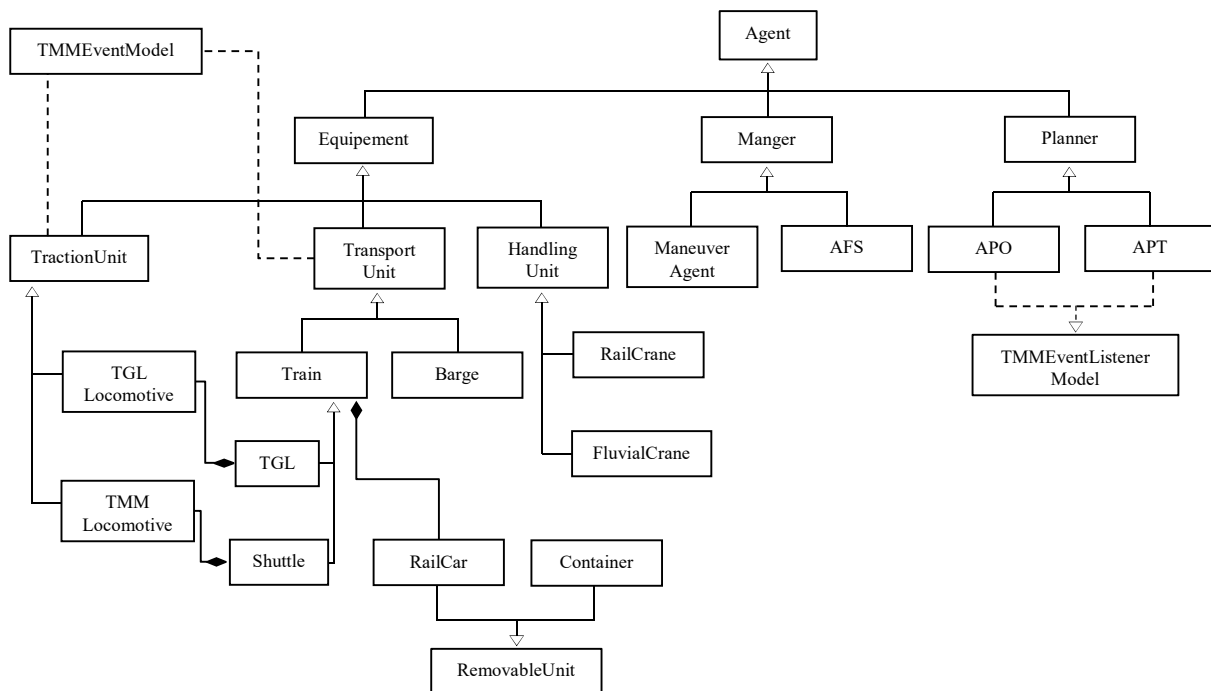 Agent
TMMEventModel
Equipement
Manger
Planner
TractionUnit
Transport
Unit
Handling
Unit
Maneuver
Agent
AFS
APO
APT
TGL
Locomotive
Train
Barge
RailCrane
TMMEventListener
Model
TGL
FluvialCrane
TMM
Locomotive
Shuttle
RailCar
Container
RemovableUnit